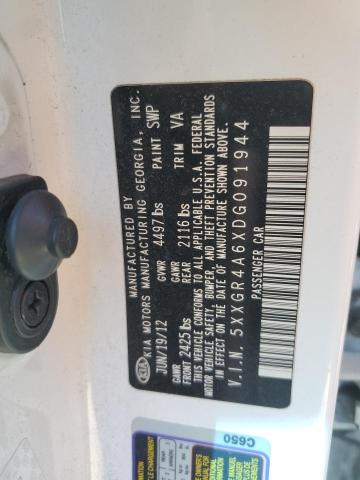 MANUFACTURED BY
KIA KIA MOTORS MANUFACTURING GEORGIA, INC.
JUN/19/12 GVWR 4497lbs PAINT SWP
GAWR FRONT 2425lbs GAWR REAR 2116lbs TRIM VA
THIS VEHICLE CONFORMS TO ALL APPLICABLE U.S.A. FEDERAL
MOTOR VEHICLE SAFETY, BUMPER, AND THEFT PREVENTION STANDARDS
IN EFFECT ON THE DATE OF MANUFACTURE SHOWN ABOVE.
V.I.N. 5XXGR4A6XDG091944
PASSENGER CAR
C650